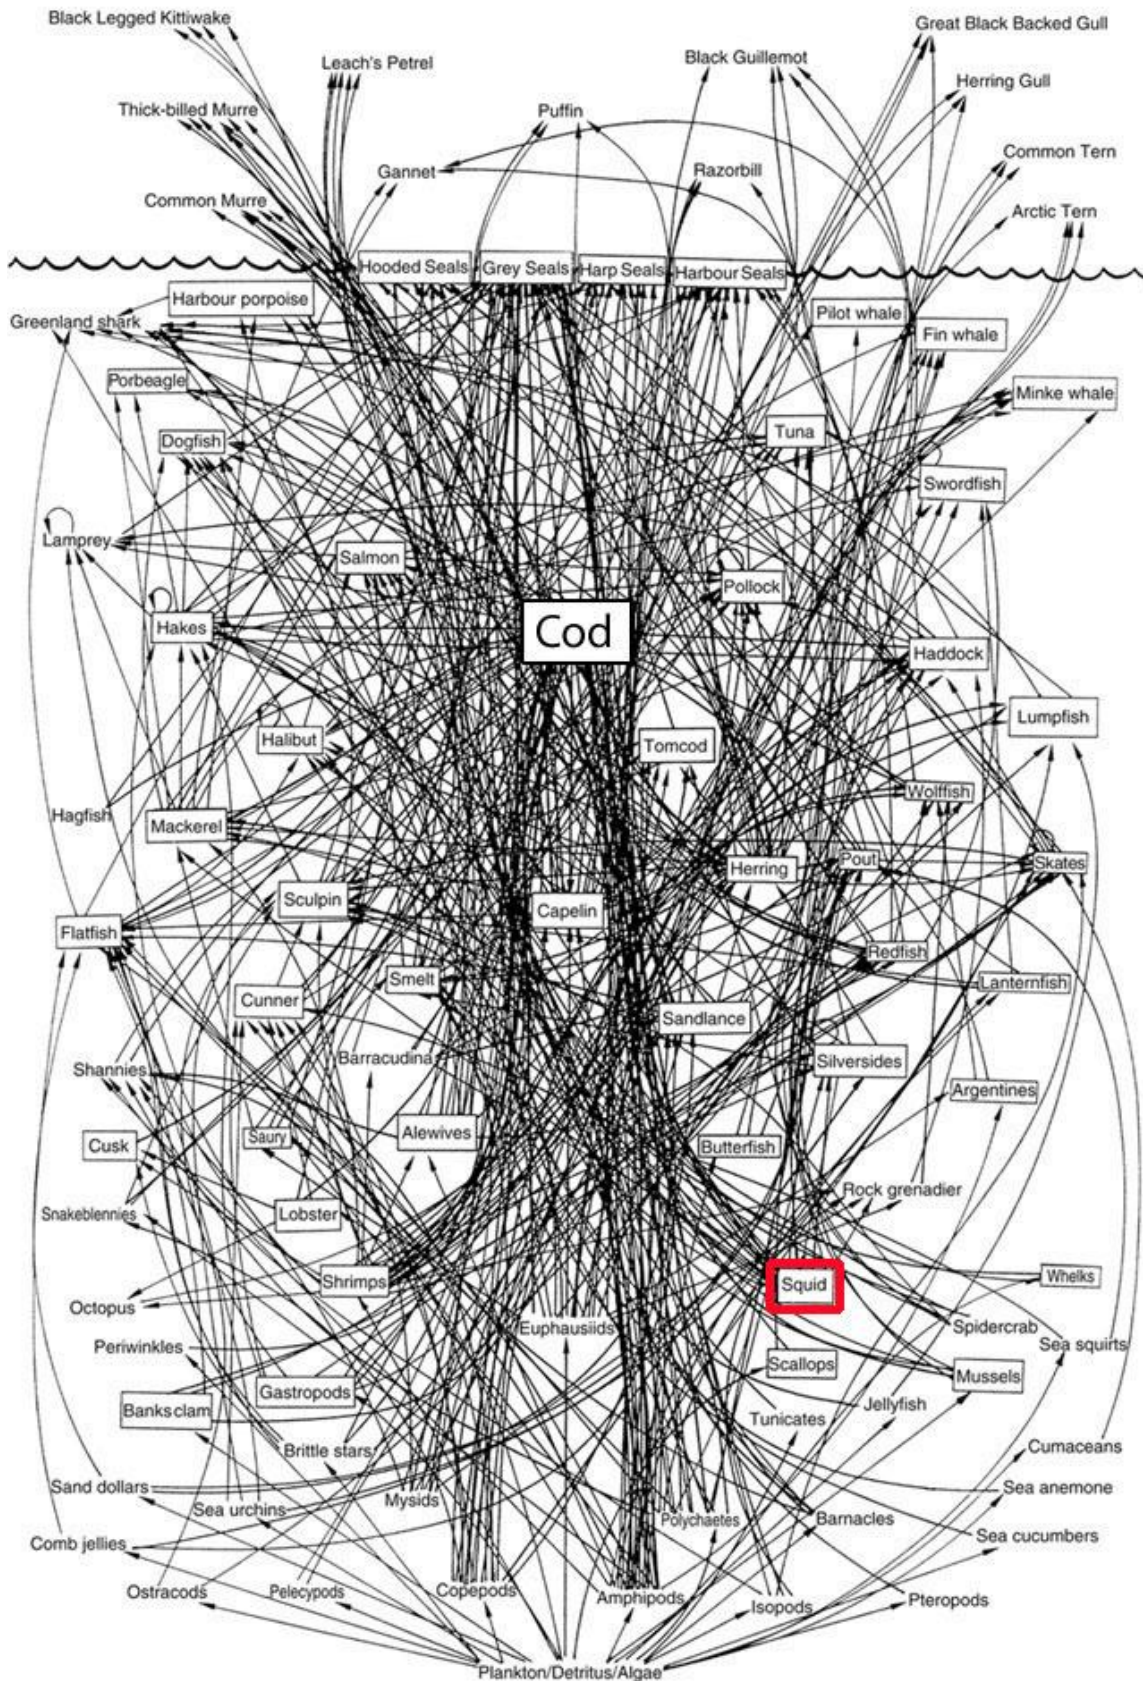 Black Legged Kittiwake
Great Black Backed Gull
Leach's Petrel
Black Guillemot
Herring Gull
Thick-billed Murre
Puffin
Common Tern
Gannet
Razorbill
Common Murre
Arctic Tern
Hooded Seals
Grey Seals
Harp Seals
Harbour Seals
Harbour porpoise
Pilot whale
Greenland shark
Fin whale
Porbeagle
Minke whale
Dogfish
Tuna
Swordfish
Lamprey
Salmon
Pollock
Cod
Hakes
Haddock
Lumpfish
Halibut
Tomcod
Wolffish
Hagfish
Mackerel
Herring
Pout
Skates
Sculpin
Capelin
Flatfish
Redfish
Smelt
Lanternfish
Cunner
Sandlance
Barracudina
Silversides
Shannies
Argentines
Cusk
Saury
Alewives
Butterfish
Rock grenadier
Snakeblennies
Lobster
Shrimps
Squid
Whelks
Octopus
Euphausiids
Spidercrab
Periwinkles
Sea squirts
Scallops
Mussels
Gastropods
Jellyfish
Banksclam
Tunicates
Brittle stars
Cumaceans
Sand dollars
Mysids
Sea anemone
Sea urchins
Polychaetes
Barnacles
Comb jellies
Sea cucumbers
Ostracods
Pelecypods
Copepods
Amphipods
Isopods
Pteropods
Plankton/Detritus/Algae